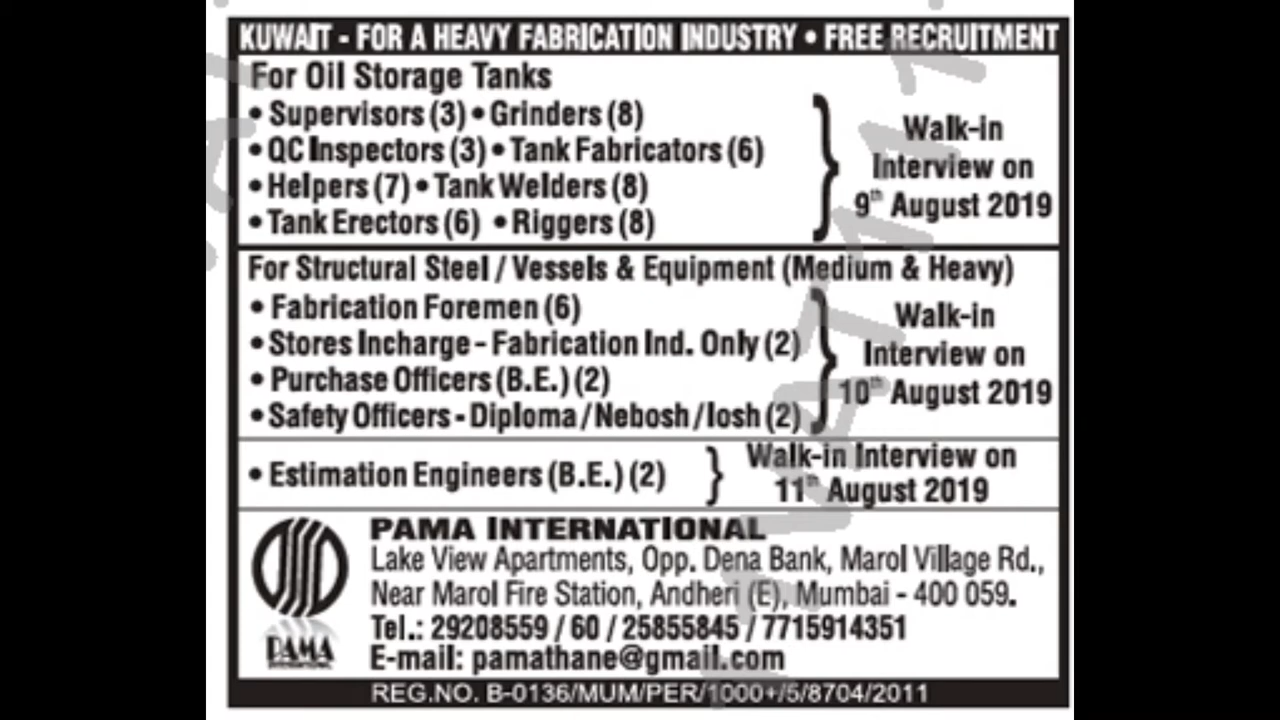 KUWAIT - FOR A HEAVY FABRICATION INDUSTRY • FREE RECRUITMENT
For Oil Storage Tanks
• Supervisors (3) • Grinders (8)
• QC Inspectors (3) • Tank Fabricators (6)
• Helpers (7) • Tank Welders (8)
• Tank Erectors (6) • Riggers (8)
Walk-in
Interview on
9th August 2019
For Structural Steel / Vessels & Equipment (Medium & Heavy)
• Fabrication Foremen (6)
• Stores Incharge - Fabrication Ind. Only (2)
• Purchase Officers (B.E.) (2)
• Safety Officers - Diploma / Nebosh / Iosh (2)
Walk-in
Interview on
10th August 2019
• Estimation Engineers (B.E.) (2)
Walk-in Interview on
11th August 2019
PAMA INTERNATIONAL
Lake View Apartments, Opp. Dena Bank, Marol Village Rd.,
Near Marol Fire Station, Andheri (E), Mumbai - 400 059.
Tel.: 29208559 / 60 / 25855845 / 7715914351
E-mail: pamathane@gmail.com
PAMA
REG.NO. B-0136/MUM/PER/1000+/5/8704/2011